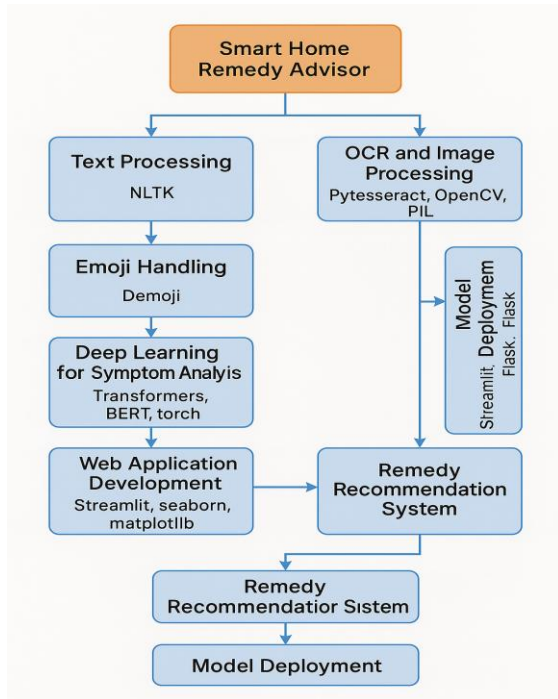 Smart Home
Remedy Advisor
Text Processing
NLTK
OCR and Image
Processing
Pytesseract, OpenCV,
PIL
Emoji Handling
Demoji
Model
Deploymem
Streamlit, Flask. Flask
Deep Learning
for Symptom Analyis
Transformers,
BERT, torch
Web Application
Development
Streamlit, seaborn,
matplotlIb
Remedy
Recommendation
System
Remedy
Recommendatior Sistem
Model Deployment